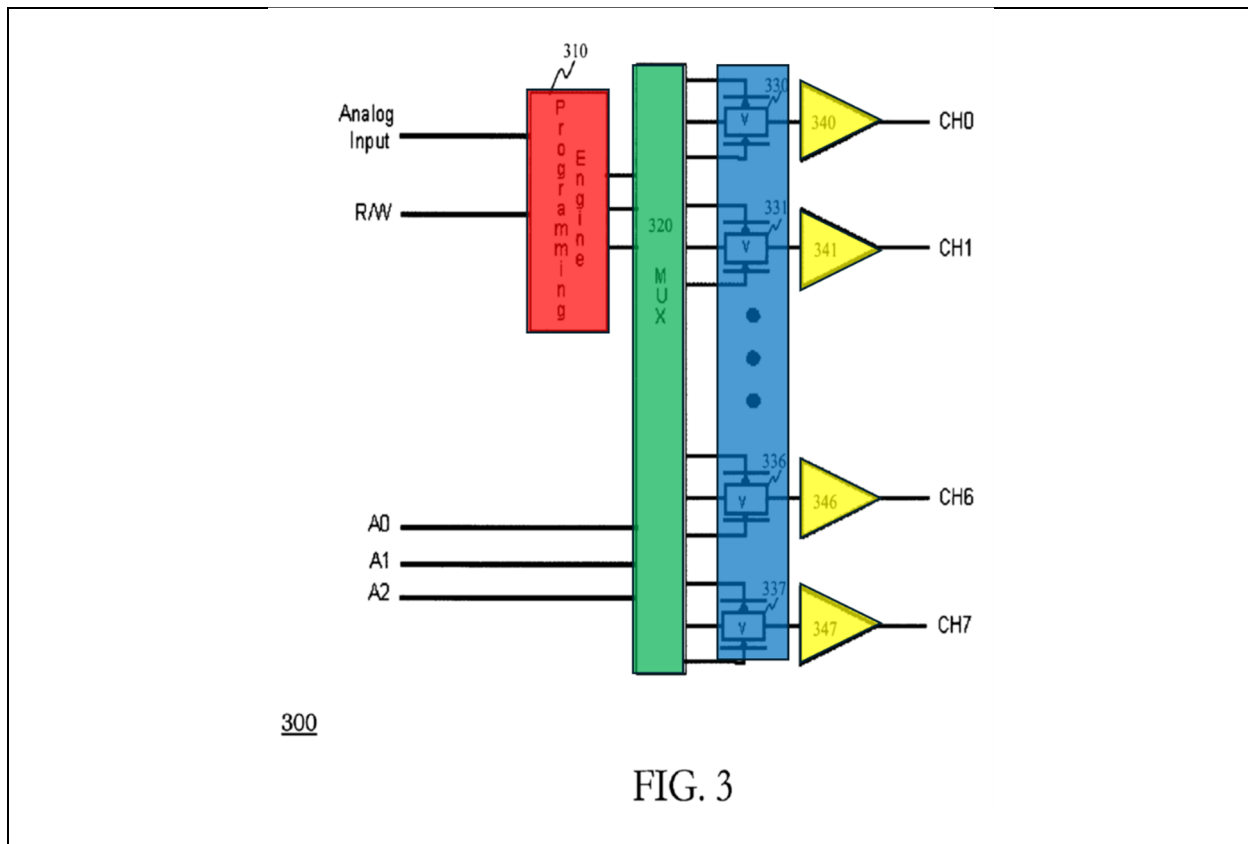 310
Analog
Input
R/W
Programming
Engine
320
MUX
330
V
340
CH0
331
V
341
CH1
336
V
346
CH6
A0
A1
A2
337
V
347
CH7
300
FIG. 3